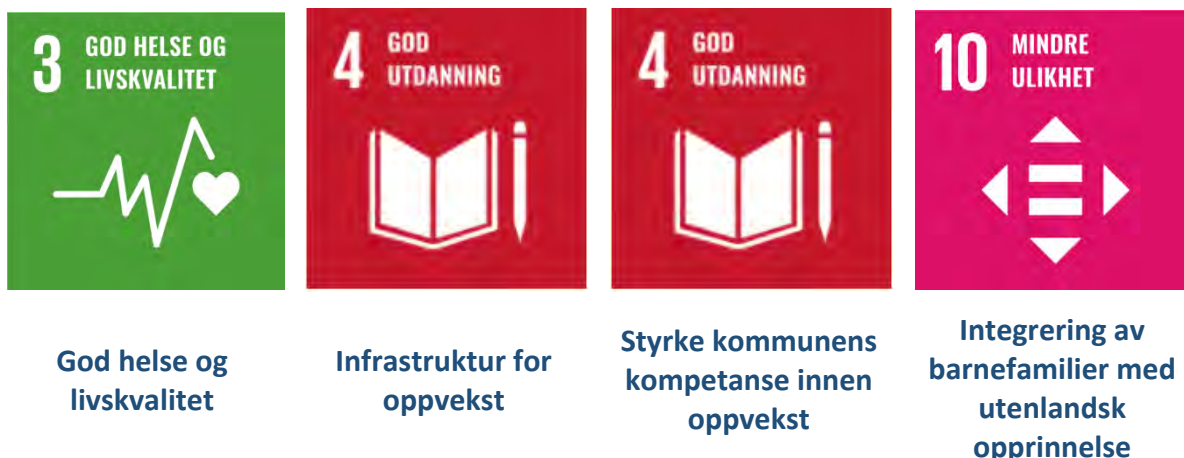 3 GOD HELSE OG
LIVSKVALITET
4 GOD
UTDANNING
4 GOD
UTDANNING
10 MINDRE
ULIKHET
God helse og
livskvalitet
Infrastruktur for
oppvekst
Styrke kommunens
kompetanse innen
oppvekst
Integrering av
barnefamilier med
utenlandsk
opprinnelse